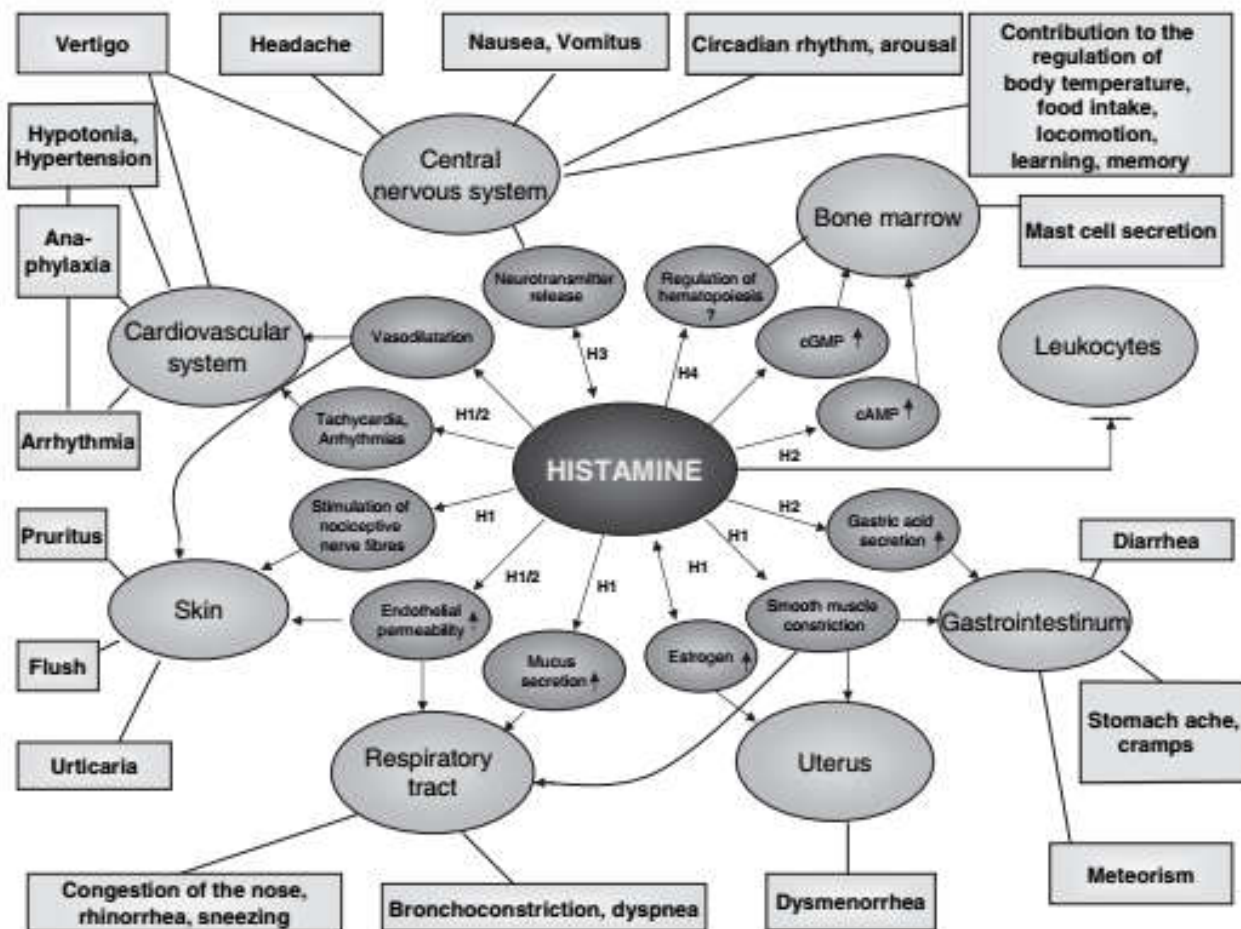 Vertigo
Headache
Nausea, Vomitus
Circadian rhythm, arousal
Contribution to the
regulation of
body temperature,
food intake,
locomotion,
learning, memory
Hypotonia,
Hypertension
Central
nervous system
Bone marrow
Mast cell secretion
Ana-
phylaxia
Neurotransmitter
release
Regulation of
hematopoiesis
?
Cardiovascular
system
Vasodilatation
cGMP ↑
Leukocytes
H3
H4
Tachycardia,
Arrhythmias
H1/2
cAMP ↑
Arrhythmia
HISTAMINE
H2
Stimulation of
nociceptive
nerve fibres
H1
H2
Gastric acid
secretion ↑
Pruritus
Diarrhea
H1
H1/2
H1
H1
Skin
Endothelial
permeability ↑
Smooth muscle
constriction
Gastrointestinum
Flush
Mucus
secretion ↑
Estrogen ↑
Stomach ache,
cramps
Urticaria
Respiratory
tract
Uterus
Meteorism
Congestion of the nose,
rhinorrhea, sneezing
Bronchoconstriction, dyspnea
Dysmenorrhea